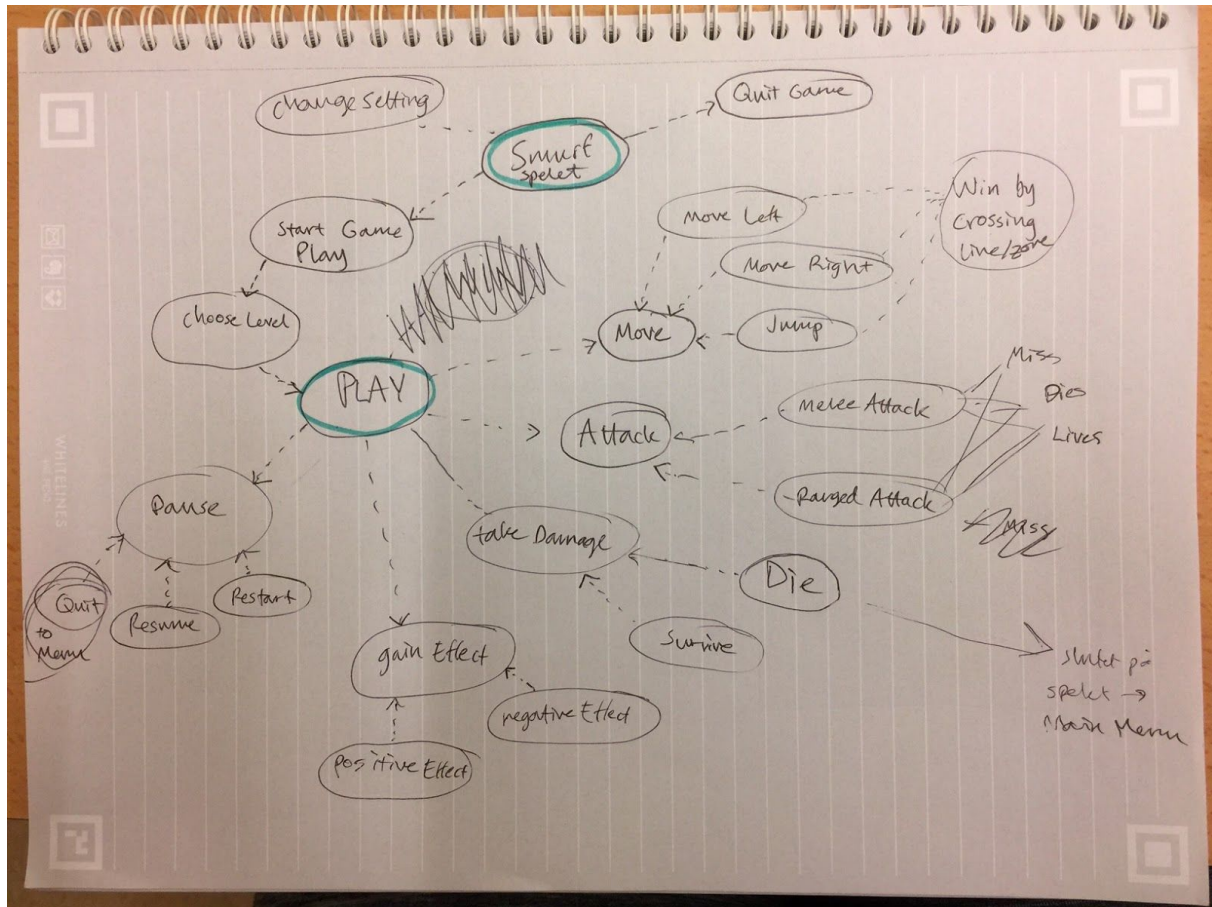 change setting
Quit Game
Smurf
spelet
Start Game
Play
Move Left
Win by
Crossing
Line/zone
Move Right
Choose Level
Move
Jump
PLAY
Miss
Dies
Lives
Melee Attack
Attack
Ranged Attack
Miss
Pause
take Damage
Die
Quit
to
Menu
Resume
Restart
Survive
gain Effect
negative Effect
positive Effect
slutet på
spelet →
Main Menu
WHITELINES